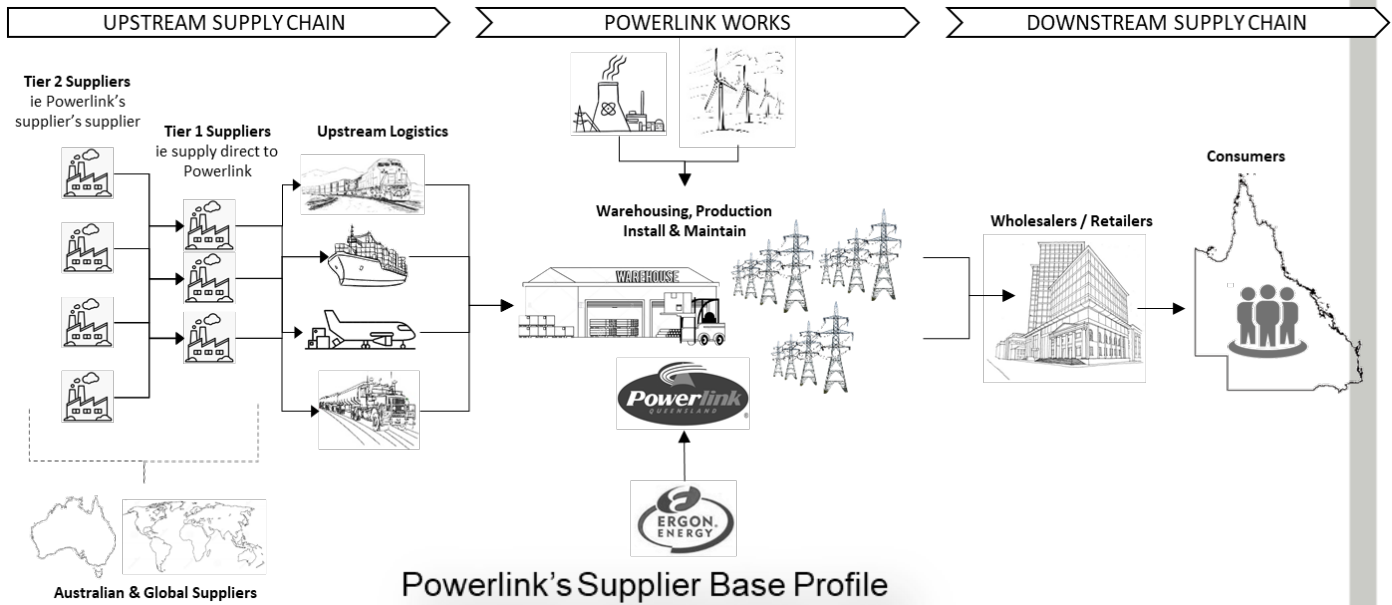 UPSTREAM SUPPLY CHAIN
POWERLINK WORKS
DOWNSTREAM SUPPLY CHAIN
Tier 2 Suppliers
ie Powerlink's
supplier's supplier
Tier 1 Suppliers
ie supply direct to
Powerlink
Upstream Logistics
Warehousing, Production
Install & Maintain
WAREHOUSE
Wholesalers / Retailers
Consumers
Powerlink
QUEENSLAND
®
ERGON®
ENERGY
Australian & Global Suppliers
Powerlink's Supplier Base Profile